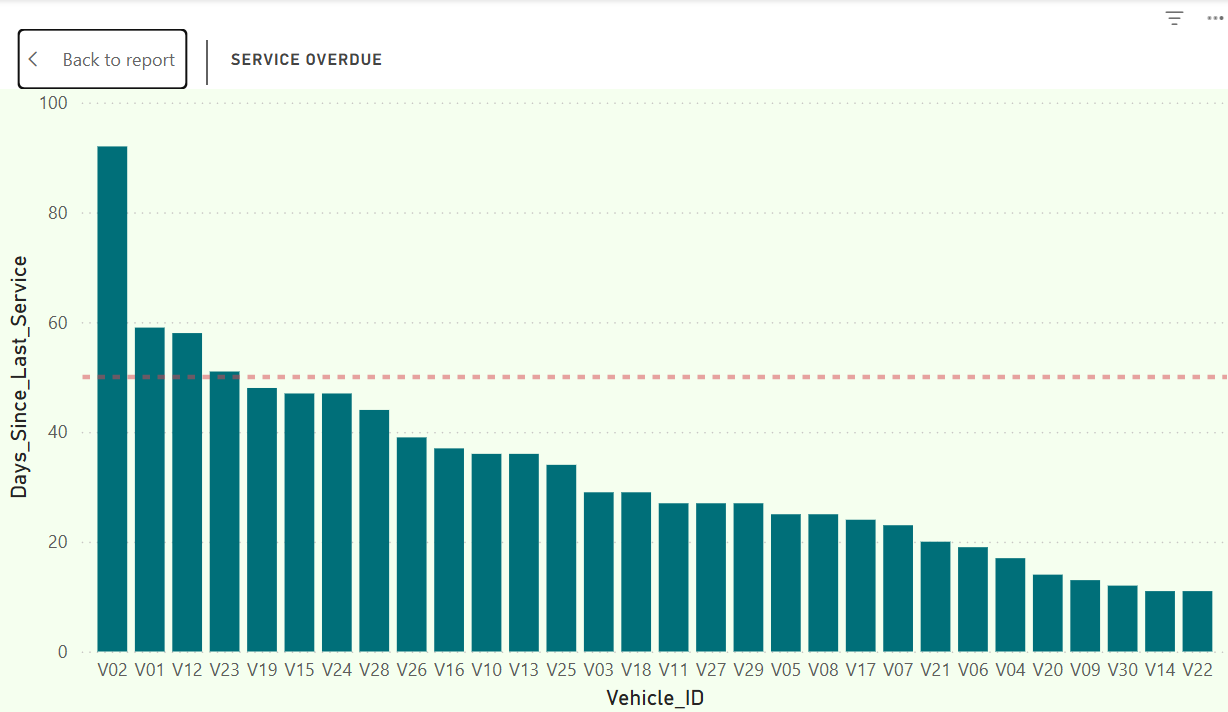 Back to report
SERVICE OVERDUE
100
80
60
40
20
0
Days_Since_Last_Service
V02 V01 V12 V23 V19 V15 V24 V28 V26 V16 V10 V13 V25 V03 V18 V11 V27 V29 V05 V08 V17 V07 V21 V06 V04 V20 V09 V30 V14 V22
Vehicle_ID